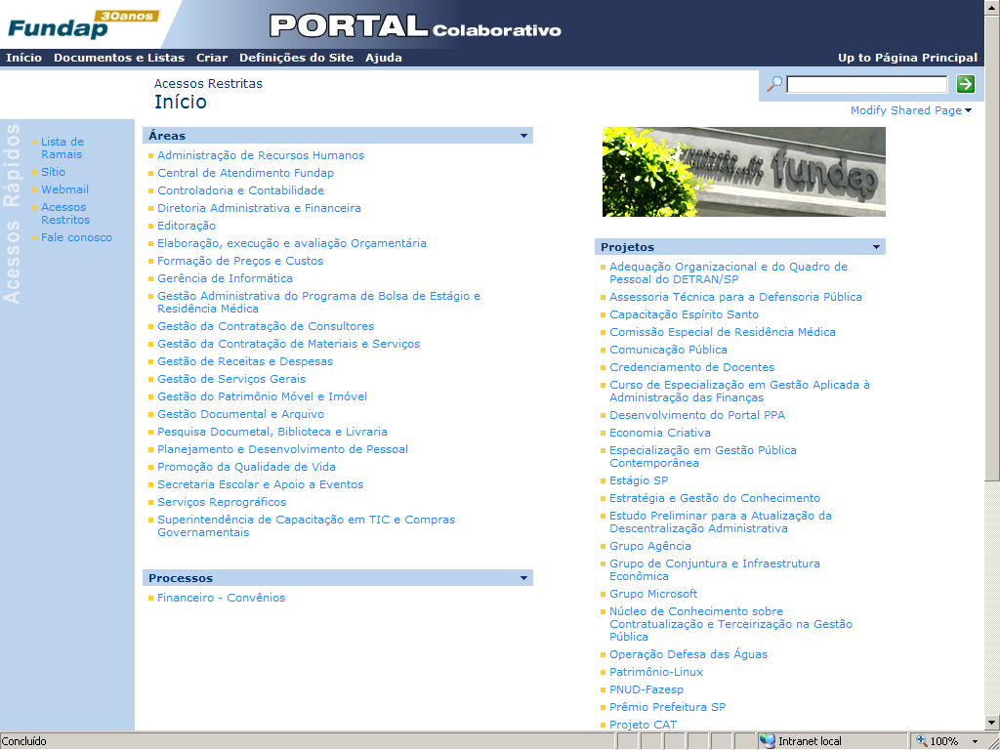 Fundap 30anos
PORTAL Colaborativo
Início Documentos e Listas Criar Definições do Site Ajuda Up to Página Principal
Acessos Restritas
Início
Modify Shared Page
Acessos Rápidos
Lista de
Ramais
Sítio
Webmail
Acessos
Restritos
Fale conosco
Áreas
Administração de Recursos Humanos
Central de Atendimento Fundap
Controladoria e Contabilidade
Diretoria Administrativa e Financeira
Editoração
Elaboração, execução e avaliação Orçamentária
Formação de Preços e Custos
Gerência de Informática
Gestão Administrativa do Programa de Bolsa de Estágio e
Residência Médica
Gestão da Contratação de Consultores
Gestão da Contratação de Materiais e Serviços
Gestão de Receitas e Despesas
Gestão de Serviços Gerais
Gestão do Patrimônio Móvel e Imóvel
Gestão Documental e Arquivo
Pesquisa Documetal, Biblioteca e Livraria
Planejamento e Desenvolvimento de Pessoal
Promoção da Qualidade de Vida
Secretaria Escolar e Apoio a Eventos
Serviços Reprográficos
Superintendência de Capacitação em TIC e Compras
Governamentais
Processos
Financeiro - Convênios
fundap
Projetos
Adequação Organizacional e do Quadro de
Pessoal do DETRAN/SP
Assessoria Técnica para a Defensoria Pública
Capacitação Espírito Santo
Comissão Especial de Residência Médica
Comunicação Pública
Credenciamento de Docentes
Curso de Especialização em Gestão Aplicada à
Administração das Finanças
Desenvolvimento do Portal PPA
Economia Criativa
Especialização em Gestão Pública
Contemporânea
Estágio SP
Estratégia e Gestão do Conhecimento
Estudo Preliminar para a Atualização da
Descentralização Administrativa
Grupo Agência
Grupo de Conjuntura e Infraestrutura
Econômica
Grupo Microsoft
Núcleo de Conhecimento sobre
Contratualização e Terceirização na Gestão
Pública
Operação Defesa das Águas
Patrimônio-Linux
PNUD-Fazesp
Prêmio Prefeitura SP
Projeto CAT
Concluído Intranet local 100%